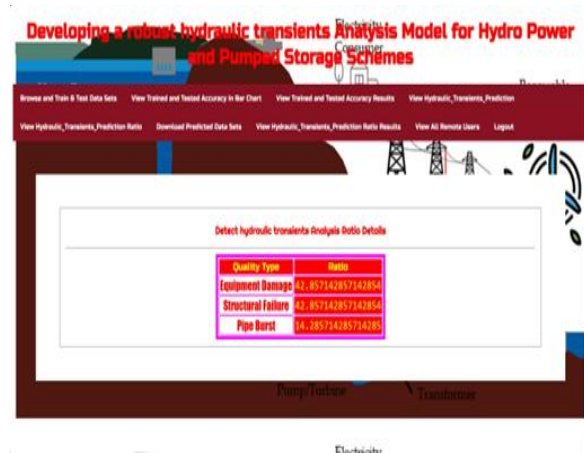 Developing a robust hydraulic transients Analysis Model for Hydro Power
and Pumped Storage Schemes
Electricity
Consumer
Browse and Train & Test Data Sets View Trained and Tested Accuracy in Bar Chart View Trained and Tested Accuracy Results View Hydraulic_Transients_Prediction
View Hydraulic_Transients_Prediction Ratio Download Predicted Data Sets View Hydraulic_Transients_Prediction Ratio Results View All Remote Users Logout
Detect hydraulic transients Analysis Ratio Details
Quality Type Ratio
Equipment Damage 42.857142857142854
Structural Failure 42.857142857142854
Pipe Burst 14.285714285714285
Pump/Turbine Transformer
Electricity